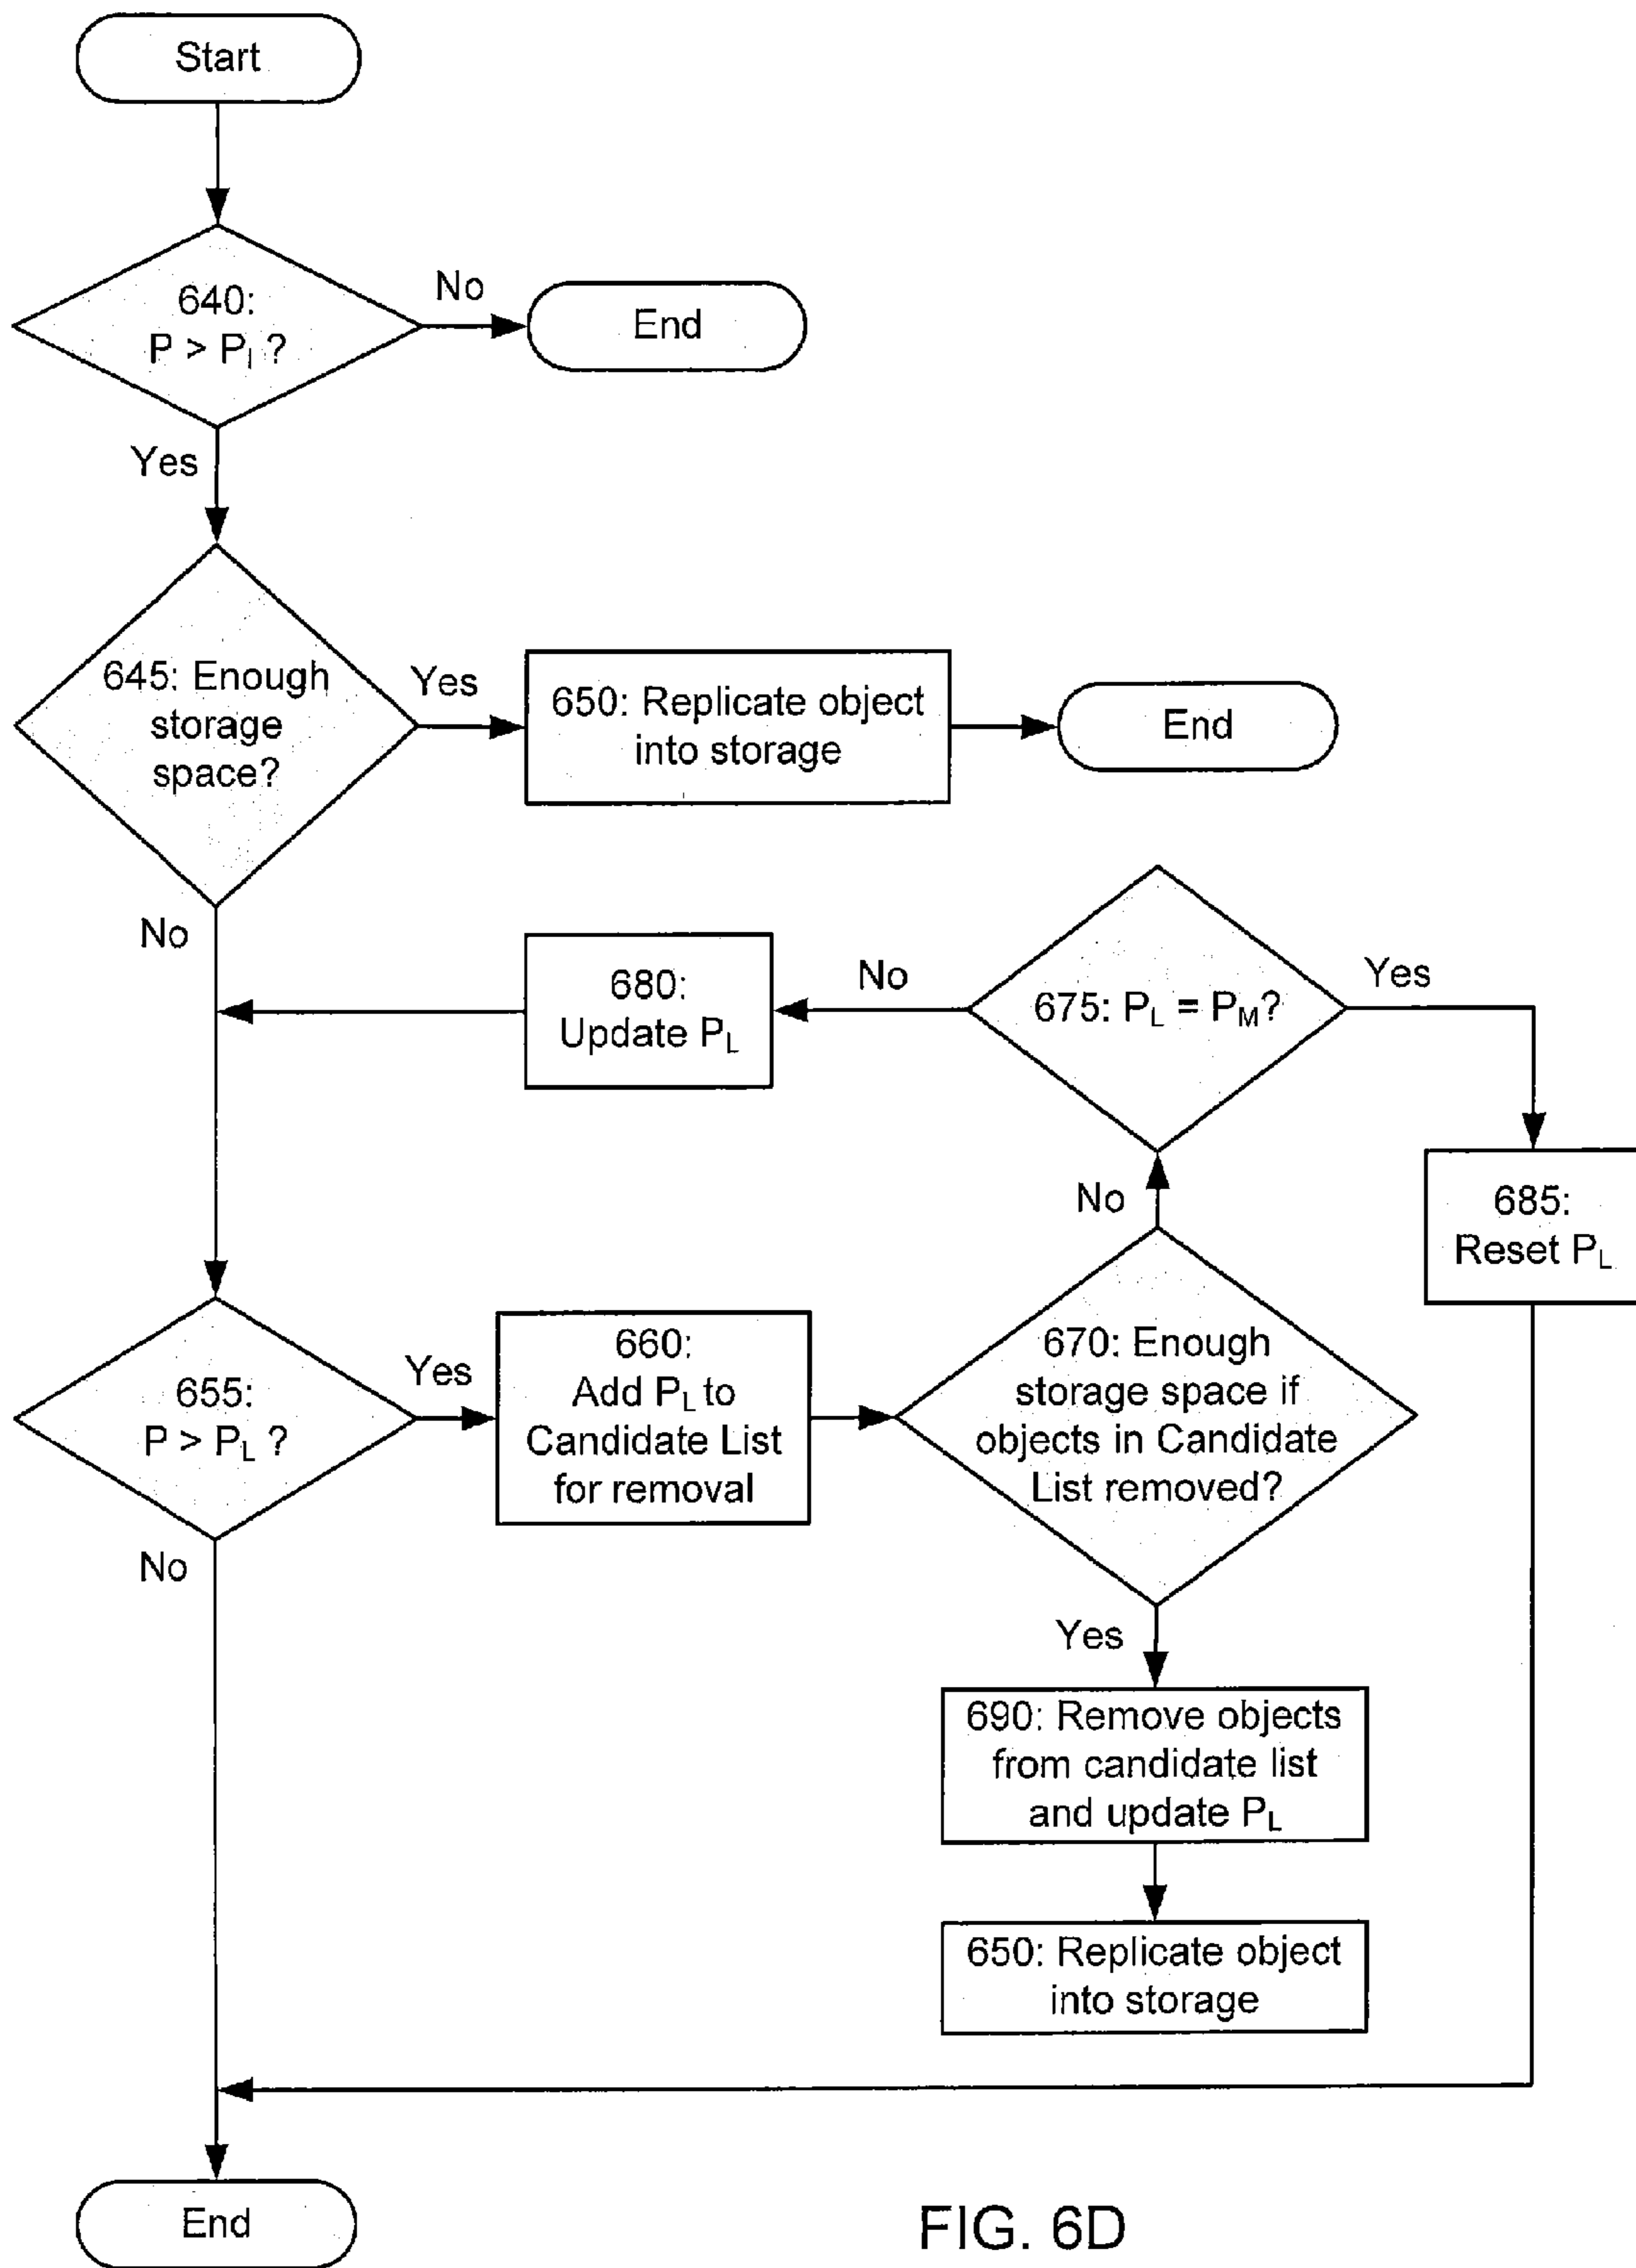 Start
640:
P > P_I ?
No
End
Yes
645: Enough
storage
space?
Yes
650: Replicate object
into storage
End
No
680:
Update P_L
No
675: P_L = P_M?
Yes
685:
Reset P_L
No
655:
P > P_L ?
Yes
660:
Add P_L to
Candidate List
for removal
670: Enough
storage space if
objects in Candidate
List removed?
No
Yes
690: Remove objects
from candidate list
and update P_L
650: Replicate object
into storage
End
FIG. 6D